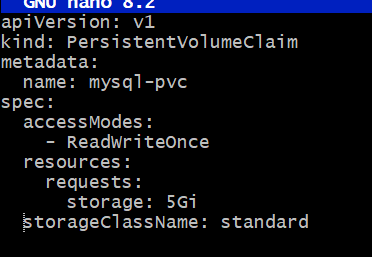 GNU nano 8.2
apiVersion: v1
kind: PersistentVolumeClaim
metadata:
  name: mysql-pvc
spec:
  accessModes:
    - ReadWriteOnce
  resources:
    requests:
      storage: 5Gi
  storageClassName: standard